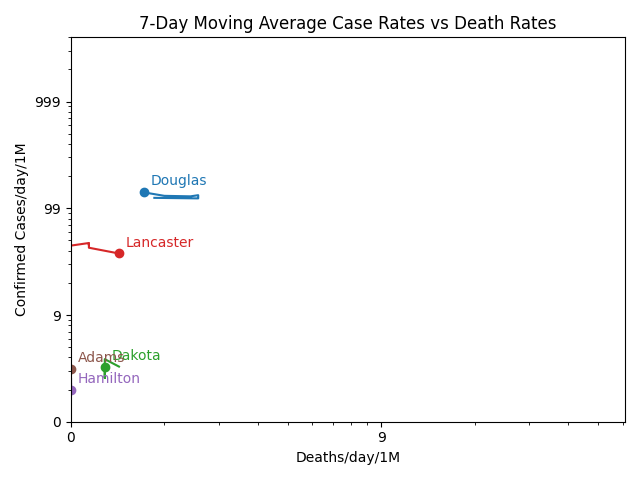 7-Day Moving Average Case Rates vs Death Rates
Confirmed Cases/day/1M
999
99
9
0
Douglas
Lancaster
Adams
Dakota
Hamilton
0
9
Deaths/day/1M